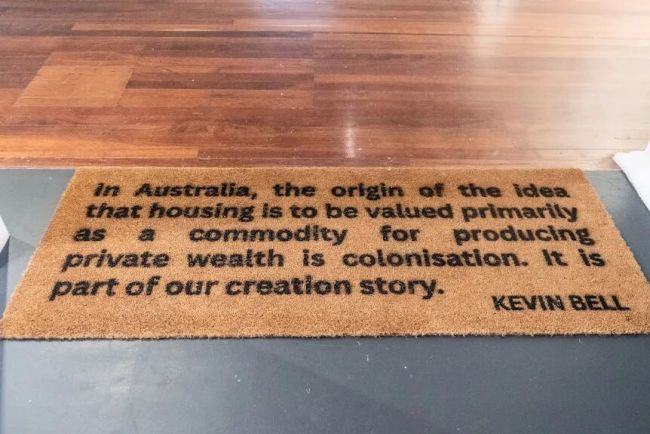 In Australia, the origin of the idea
that housing is to be valued primarily
as a commodity for producing
private wealth is colonisation. It is
part of our creation story.
KEVIN BELL